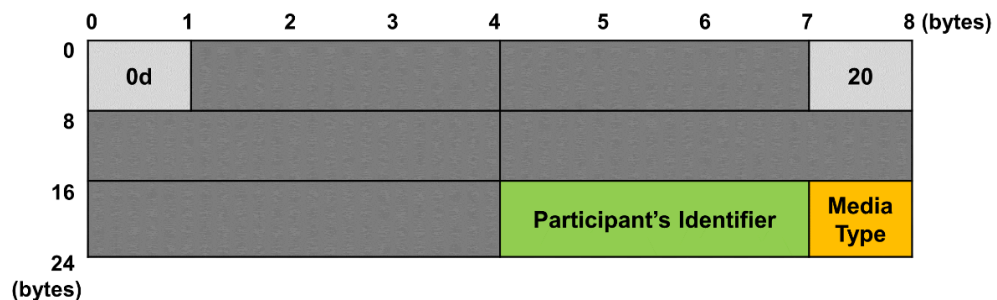 0 1 2 3 4 5 6 7 8 (bytes)
0
0d 20
8
16
Participant's Identifier
Media
Type
24
(bytes)